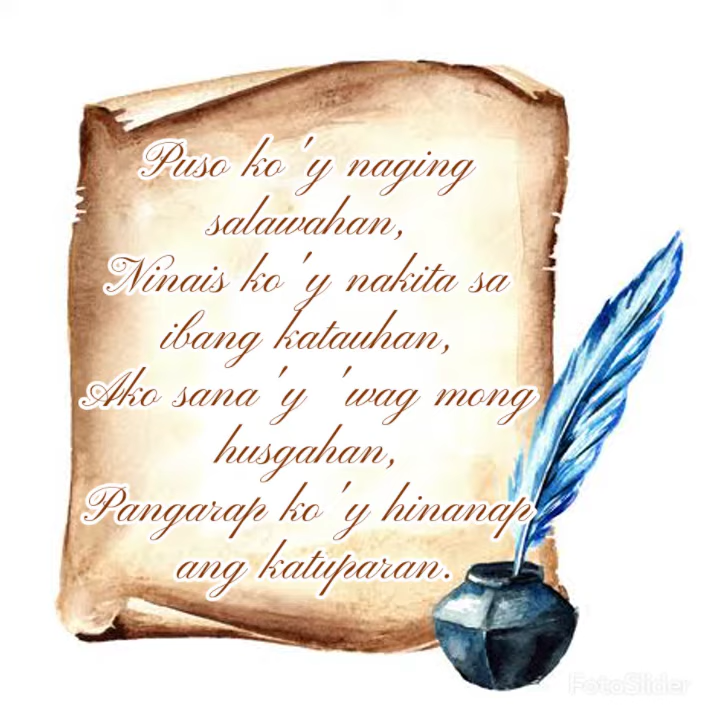 Puso ko'y naging
salawahan,
Ninais ko'y nakita sa
ibang katauhan,
Ako sana'y 'wag mong
husgahan,
Pangarap ko'y hinanap
ang katuparan.
FotoSlider